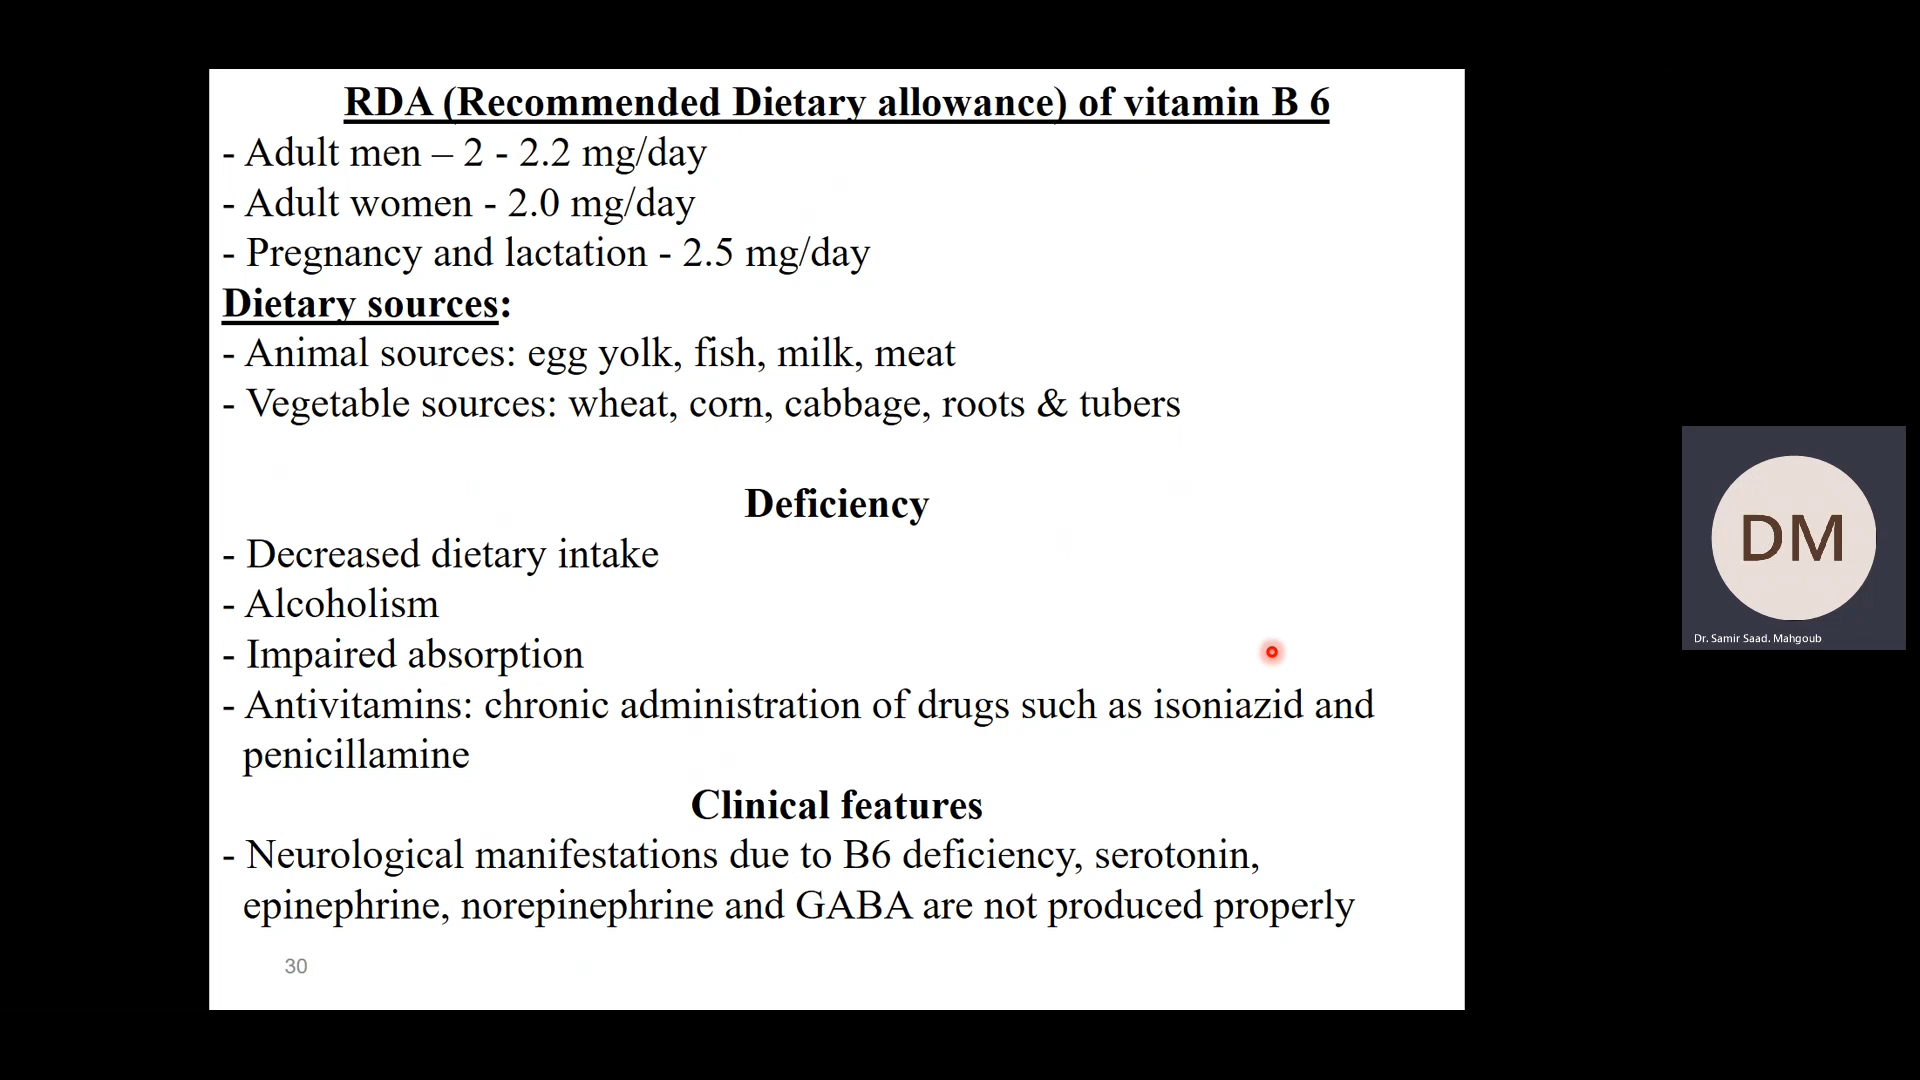 RDA (Recommended Dietary allowance) of vitamin B 6
- Adult men – 2 - 2.2 mg/day
- Adult women - 2.0 mg/day
- Pregnancy and lactation - 2.5 mg/day
Dietary sources:
- Animal sources: egg yolk, fish, milk, meat
- Vegetable sources: wheat, corn, cabbage, roots & tubers
Deficiency
- Decreased dietary intake
- Alcoholism
- Impaired absorption
- Antivitamins: chronic administration of drugs such as isoniazid and
penicillamine
Clinical features
- Neurological manifestations due to B6 deficiency, serotonin,
epinephrine, norepinephrine and GABA are not produced properly
30
DM
Dr. Samir Saad. Mahgoub